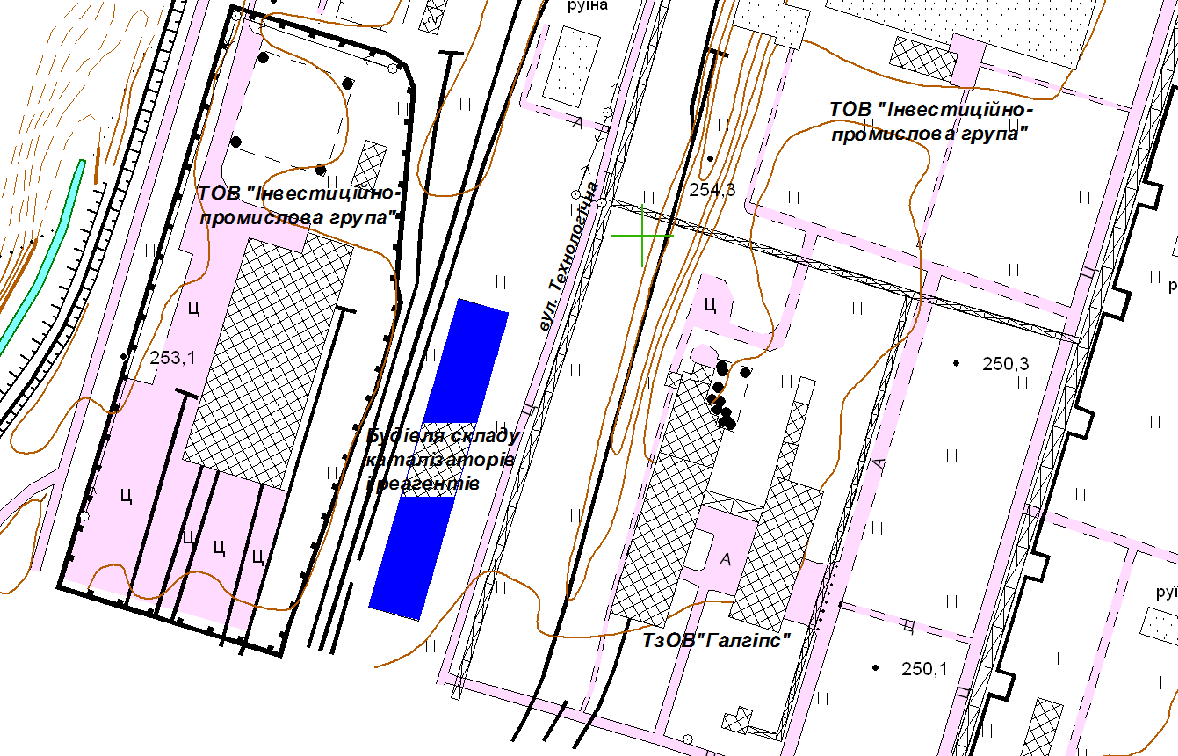 руїна
ТОВ "Інвестиційно-
промислова група"
ТОВ "Інвестиційно-
промислова група"
254,3
вул. Технологічна
Ц
Ц
253,1
250,3
Ц
Будівля складу
каталізаторів
і реагентів
А
А
Ц
Ц
Ц
Ц
А
руї
Ц
ТзОВ"Галгіпс"
250,1